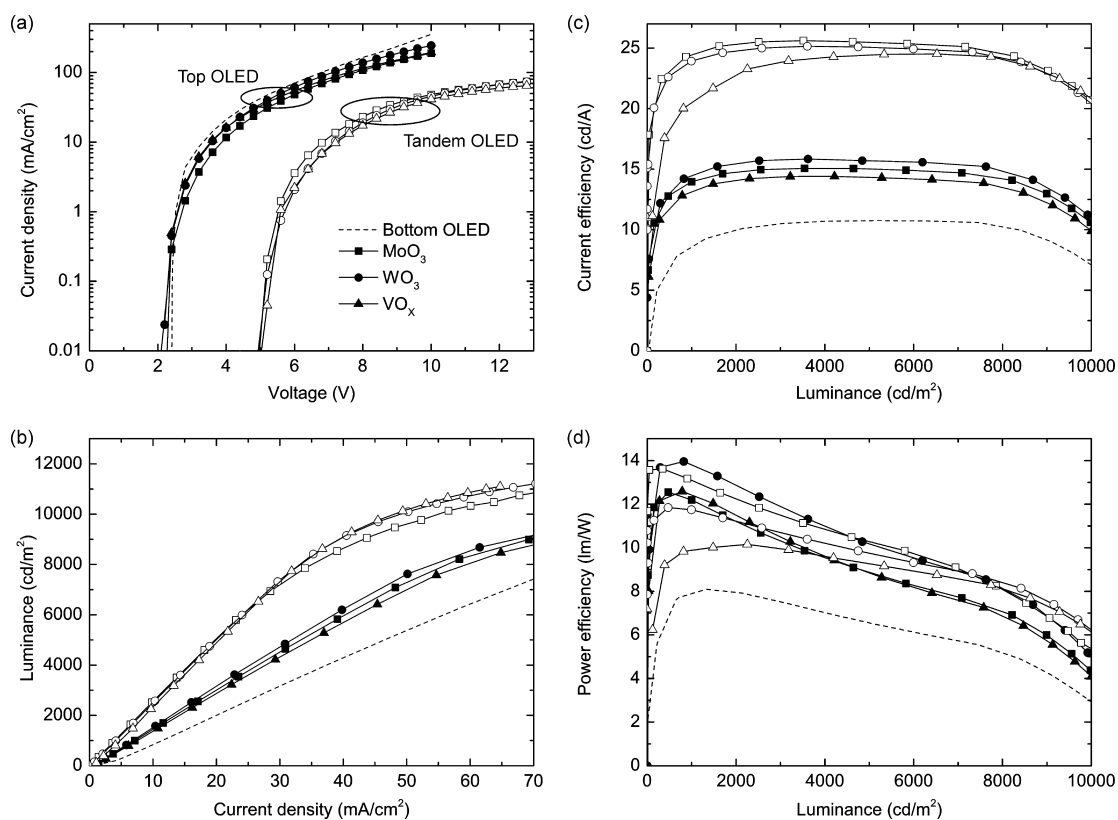 (a)
100
10
1
0.1
0.01
Current density (mA/cm²)
0 2 4 6 8 10 12
Voltage (V)
Top OLED
Tandem OLED
Bottom OLED
MoO₃
WO₃
VOₓ
(c)
25
20
15
10
5
0
Current efficiency (cd/A)
0 2000 4000 6000 8000 10000
Luminance (cd/m²)
(b)
12000
10000
8000
6000
4000
2000
0
Luminance (cd/m²)
0 10 20 30 40 50 60 70
Current density (mA/cm²)
(d)
14
12
10
8
6
4
2
0
Power efficiency (lm/W)
0 2000 4000 6000 8000 10000
Luminance (cd/m²)